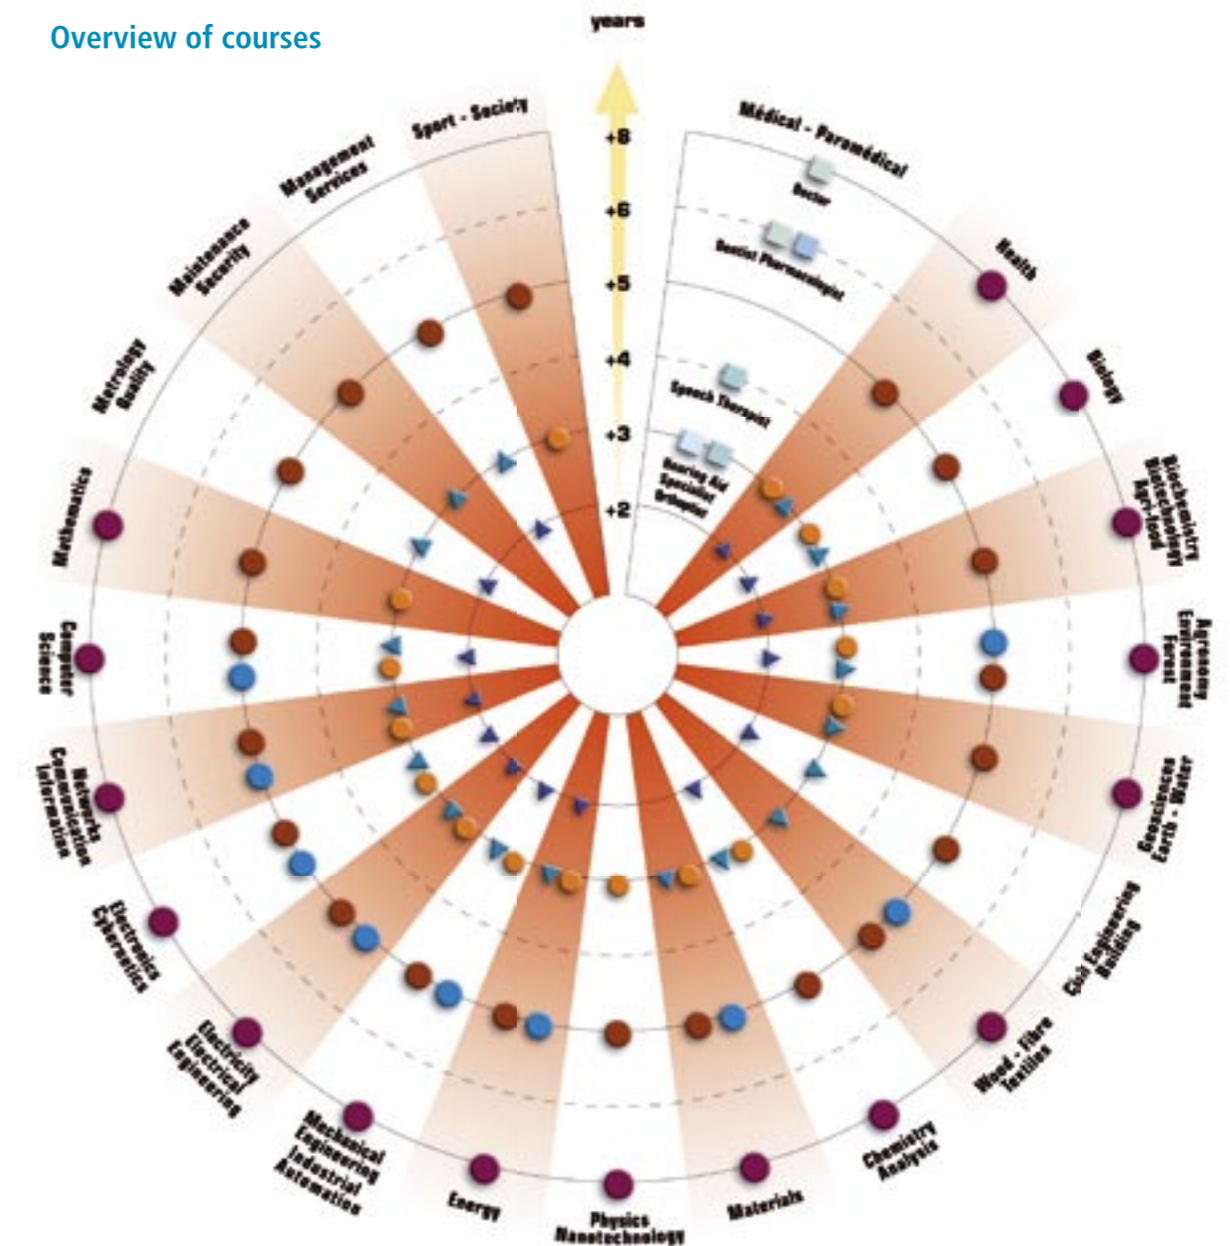 Overview of courses
years
+8
+6
+5
+4
+3
+2
Médical - Paramédical
Doctor
Dentist Pharmacologist
Speech Therapist
Hearing Aid
Specialist
Orthoptist
Health
Biology
Biochemistry
Biotechnology
Agri-food
Agronomy
Environment
Forest
Geosciences
Earth - Water
Civil Engineering
Building
Wood - Fibre
Textiles
Chemistry
Analysis
Materials
Physics
Nanotechnology
Energy
Mechanical
Engineering
Industrial
Automation
Electricity
Electrical
Engineering
Electronics
Cybernetics
Networks
Communication
Information
Computer
Science
Mathematics
Metrology
Quality
Maintenance
Security
Management
Services
Sport - Society